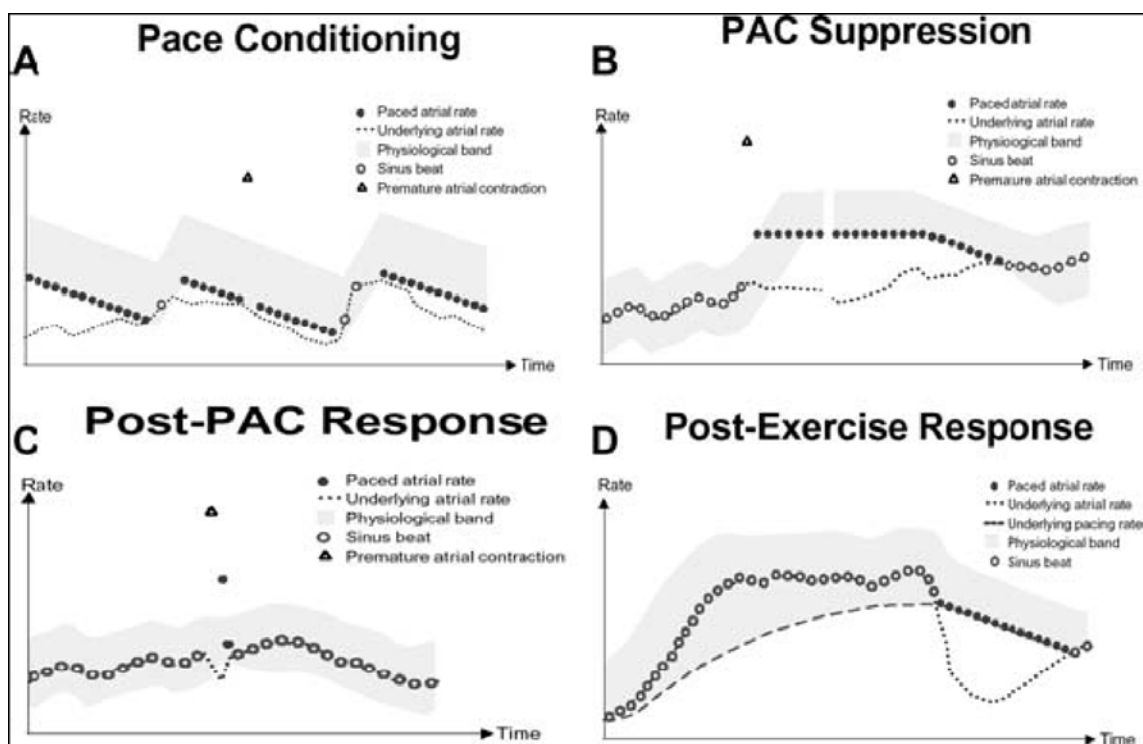 Pace Conditioning
A
Rate
Paced atrial rate
Underlying atrial rate
Physiological band
Sinus beat
Premature atrial contraction
Time
PAC Suppression
B
Rate
Paced atrial rate
Underlying atrial rate
Physiological band
Sinus beat
Premature atrial contraction
Time
Post-PAC Response
C
Rate
Paced atrial rate
Underlying atrial rate
Physiological band
Sinus beat
Premature atrial contraction
Time
Post-Exercise Response
D
Rate
Paced atrial rate
Underlying atrial rate
Underlying pacing rate
Physiological band
Sinus beat
Time